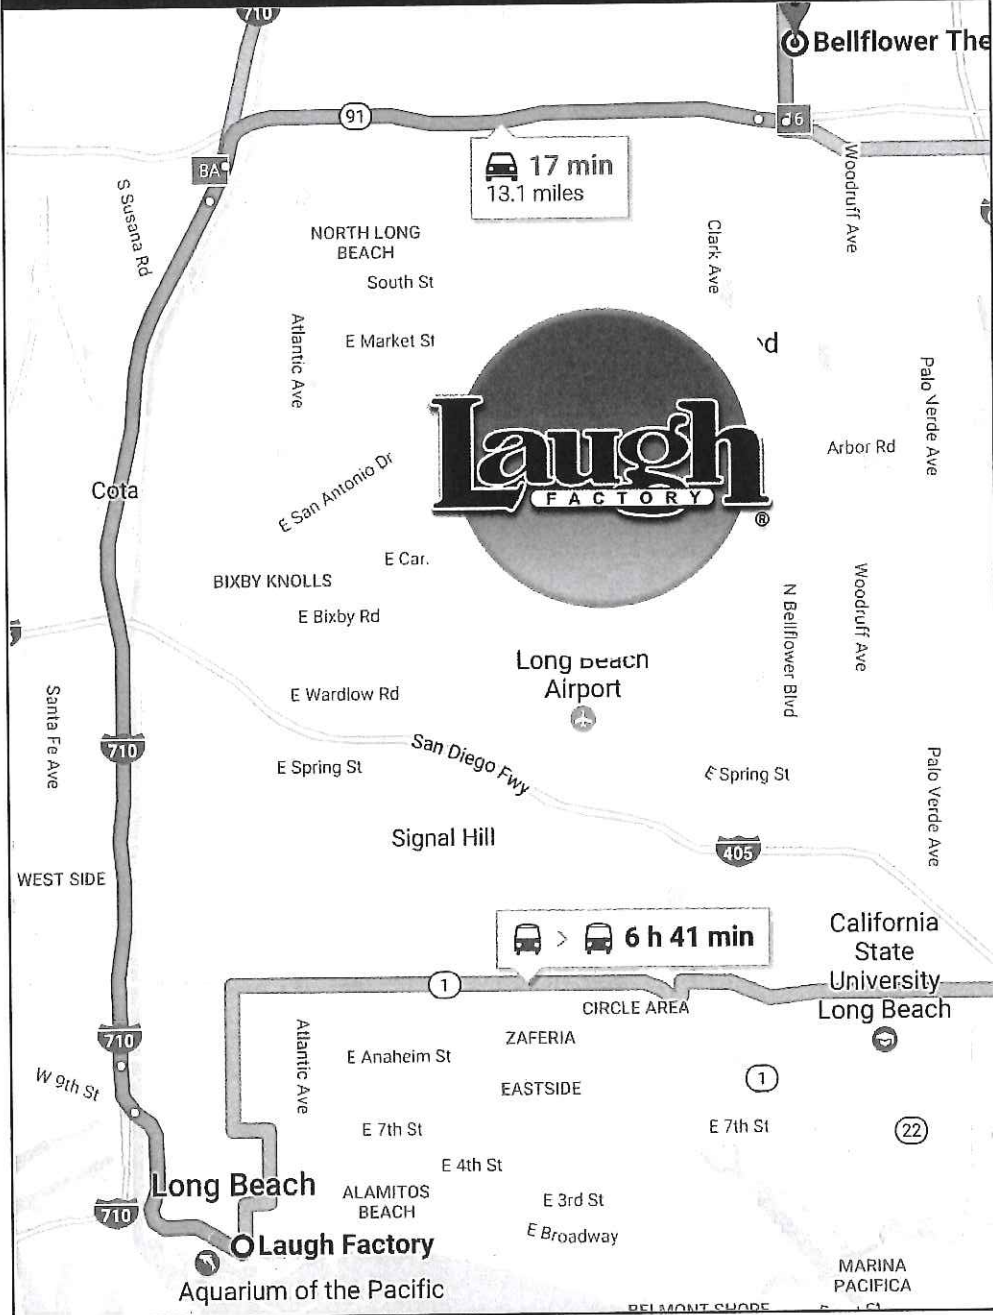 710
Bellflower The
91
16
8A
17 min
13.1 miles
S Susana Rd
Woodruff Ave
NORTH LONG
BEACH
Clark Ave
South St
Atlantic Ave
E Market St
Palo Verde Ave
Laugh
FACTORY
®
Arbor Rd
E San Antonio Dr
Cota
E Car.
BIXBY KNOLLS
E Bixby Rd
N Bellflower Blvd
Woodruff Ave
Long Beach
Airport
Santa Fe Ave
E Wardlow Rd
710
San Diego Fwy
E Spring St
E Spring St
Palo Verde Ave
Signal Hill
405
WEST SIDE
> 6 h 41 min
California
State
University
Long Beach
1
CIRCLE AREA
710
Atlantic Ave
ZAFERIA
E Anaheim St
W 9th St
EASTSIDE
1
E 7th St
E 7th St
22
E 4th St
Long Beach
ALAMITOS
BEACH
E 3rd St
710
E Broadway
Laugh Factory
Aquarium of the Pacific
MARINA
PACIFICA
BELMONT SHORE